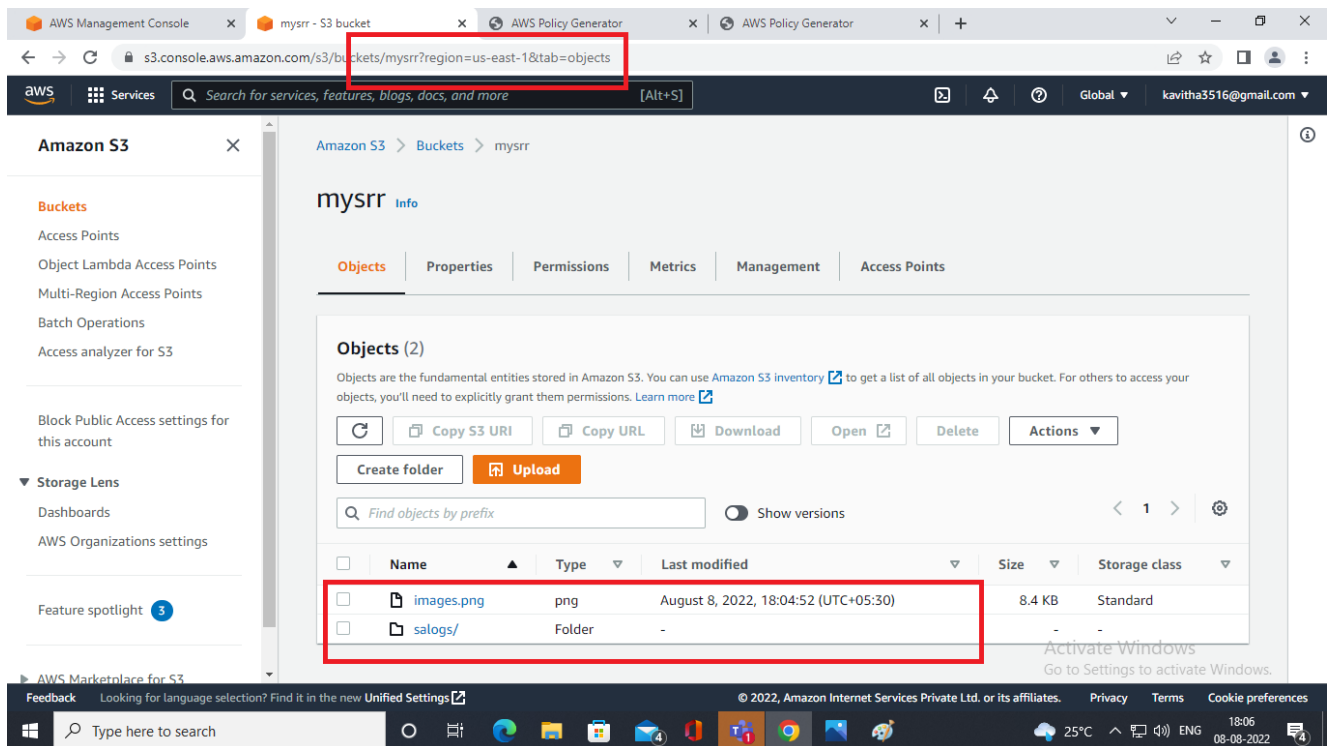 AWS Management Console
mysrr - S3 bucket
AWS Policy Generator
AWS Policy Generator
s3.console.aws.amazon.com/s3/buckets/mysrr?region=us-east-1&tab=objects
aws
Services
Search for services, features, blogs, docs, and more
[Alt+S]
Global
kavitha3516@gmail.com
Amazon S3
Buckets
Access Points
Object Lambda Access Points
Multi-Region Access Points
Batch Operations
Access analyzer for S3
Block Public Access settings for
this account
Storage Lens
Dashboards
AWS Organizations settings
Feature spotlight 3
AWS Marketplace for S3
Amazon S3 > Buckets > mysrr
mysrr Info
Objects
Properties
Permissions
Metrics
Management
Access Points
Objects (2)
Objects are the fundamental entities stored in Amazon S3. You can use Amazon S3 inventory to get a list of all objects in your bucket. For others to access your
objects, you'll need to explicitly grant them permissions. Learn more
Copy S3 URI
Copy URL
Download
Open
Delete
Actions
Create folder
Upload
Find objects by prefix
Show versions
1
Name Type Last modified Size Storage class
images.png png August 8, 2022, 18:04:52 (UTC+05:30) 8.4 KB Standard
salogs/ Folder - - -
Activate Windows
Go to Settings to activate Windows.
Feedback Looking for language selection? Find it in the new Unified Settings
© 2022, Amazon Internet Services Private Ltd. or its affiliates. Privacy Terms Cookie preferences
Type here to search
4
1
25°C
ENG
18:06
08-08-2022
4